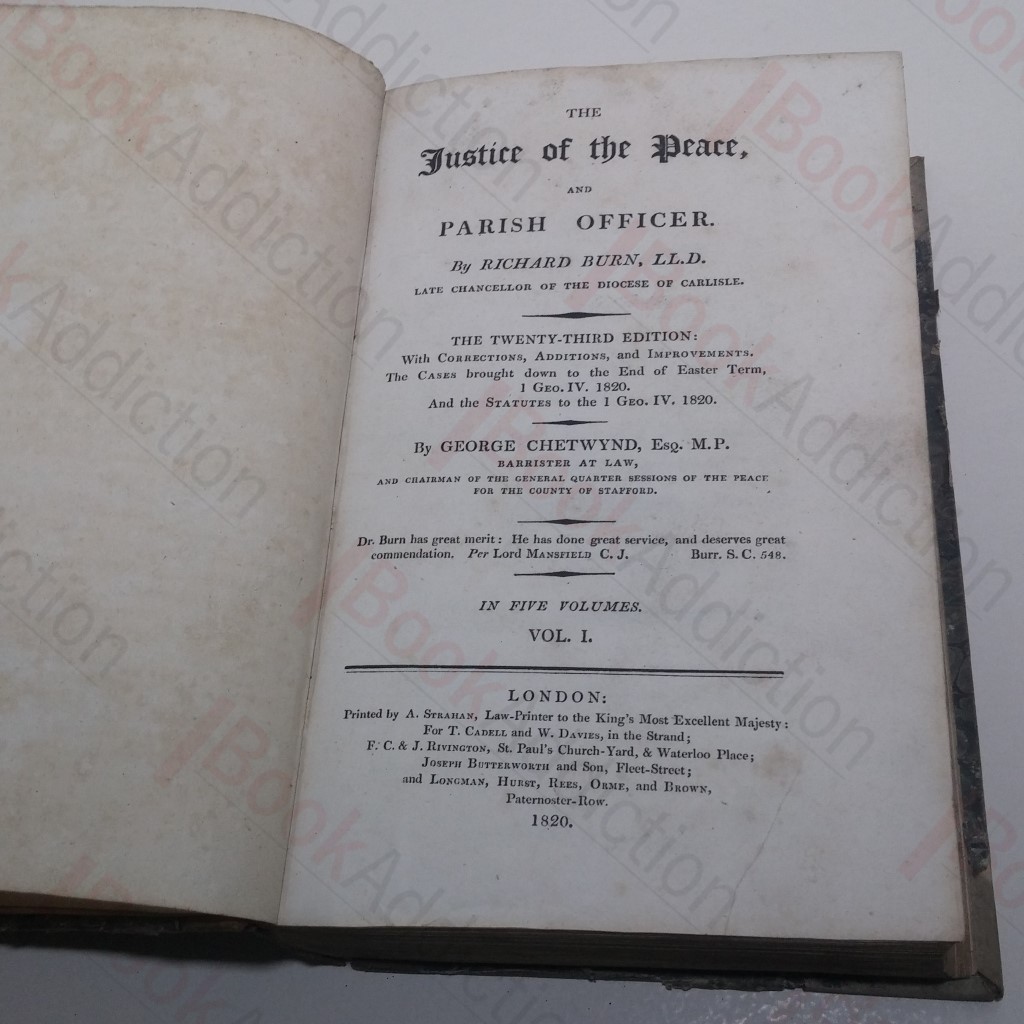 THE
Justice of the Peace,
AND
PARISH OFFICER.
By RICHARD BURN, LL.D.
LATE CHANCELLOR OF THE DIOCESE OF CARLISLE.
THE TWENTY-THIRD EDITION:
With CORRECTIONS, ADDITIONS, and IMPROVEMENTS.
The CASES brought down to the End of Easter Term,
1 GEO. IV. 1820.
And the STATUTES to the 1 GEO. IV. 1820.
By GEORGE CHETWYND, Esq. M.P.
BARRISTER AT LAW,
AND CHAIRMAN OF THE GENERAL QUARTER SESSIONS OF THE PEACE
FOR THE COUNTY OF STAFFORD.
Dr. Burn has great merit: He has done great service, and deserves great
commendation. Per Lord MANSFIELD C. J. Burr. S. C. 548.
IN FIVE VOLUMES.
VOL. I.
LONDON:
Printed by A. STRAHAN, Law-Printer to the King's Most Excellent Majesty:
For T. CADELL and W. DAVIES, in the Strand;
F. C. & J. RIVINGTON, St. Paul's Church-Yard, & Waterloo Place;
JOSEPH BUTTERWORTH and Son, Fleet-Street;
and LONGMAN, HURST, REES, ORME, and BROWN,
Paternoster-Row.
1820.
BookAddiction